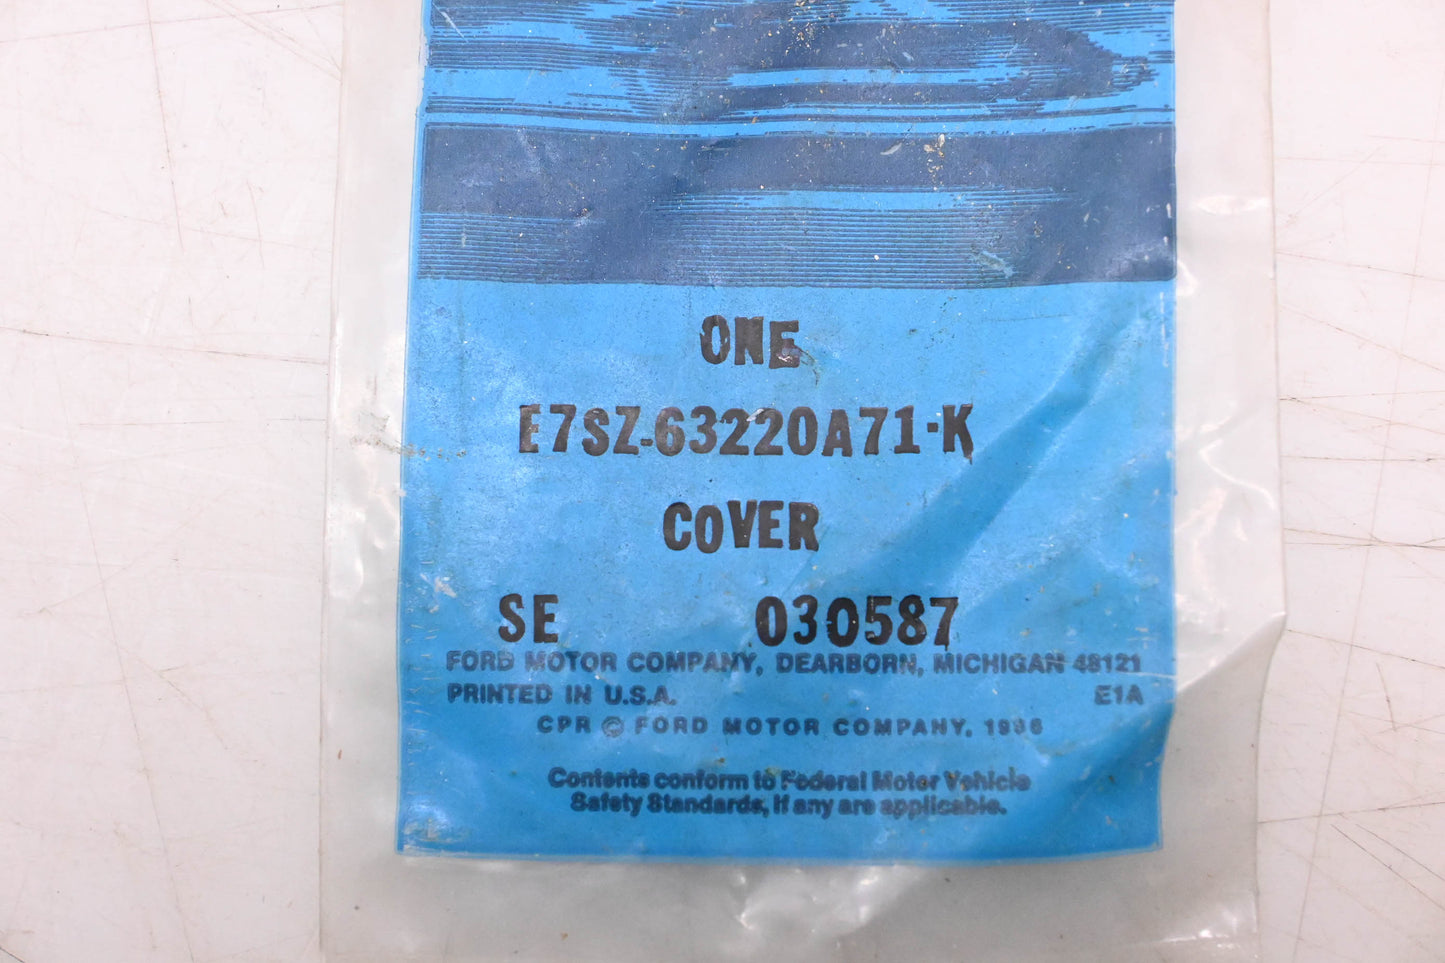 ONE
E7SZ-63220A71-K
COVER
SE 030587
FORD MOTOR COMPANY, DEARBORN, MICHIGAN 48121
PRINTED IN U.S.A. E1A
CPR © FORD MOTOR COMPANY,
Contents conform to Federal Motor Vehicle
Safety Standards, if any are applicable.